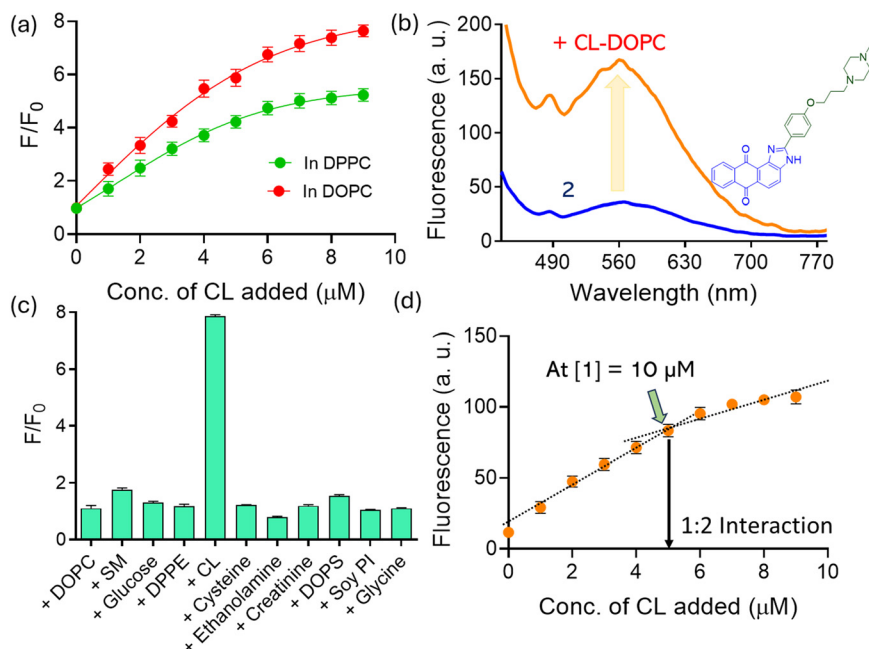 (a)
F/F0
8
6
4
2
0
In DPPC
In DOPC
0 2 4 6 8 10
Conc. of CL added (μM)
(b)
Fluorescence (a. u.)
200
150
100
50
0
+ CL-DOPC
2
O
N
N
O
O
N
NH
490 560 630 700 770
Wavelength (nm)
(c)
F/F0
8
6
4
2
0
+ DOPC
+ SM
+ Glucose
+ DPPE
+ CL
+ Cysteine
+ Ethanolamine
+ Creatinine
+ DOPS
+ Soy PI
+ Glycine
(d)
Fluorescence (a. u.)
150
100
50
0
At [1] = 10 μM
1:2 Interaction
0 2 4 6 8 10
Conc. of CL added (μM)